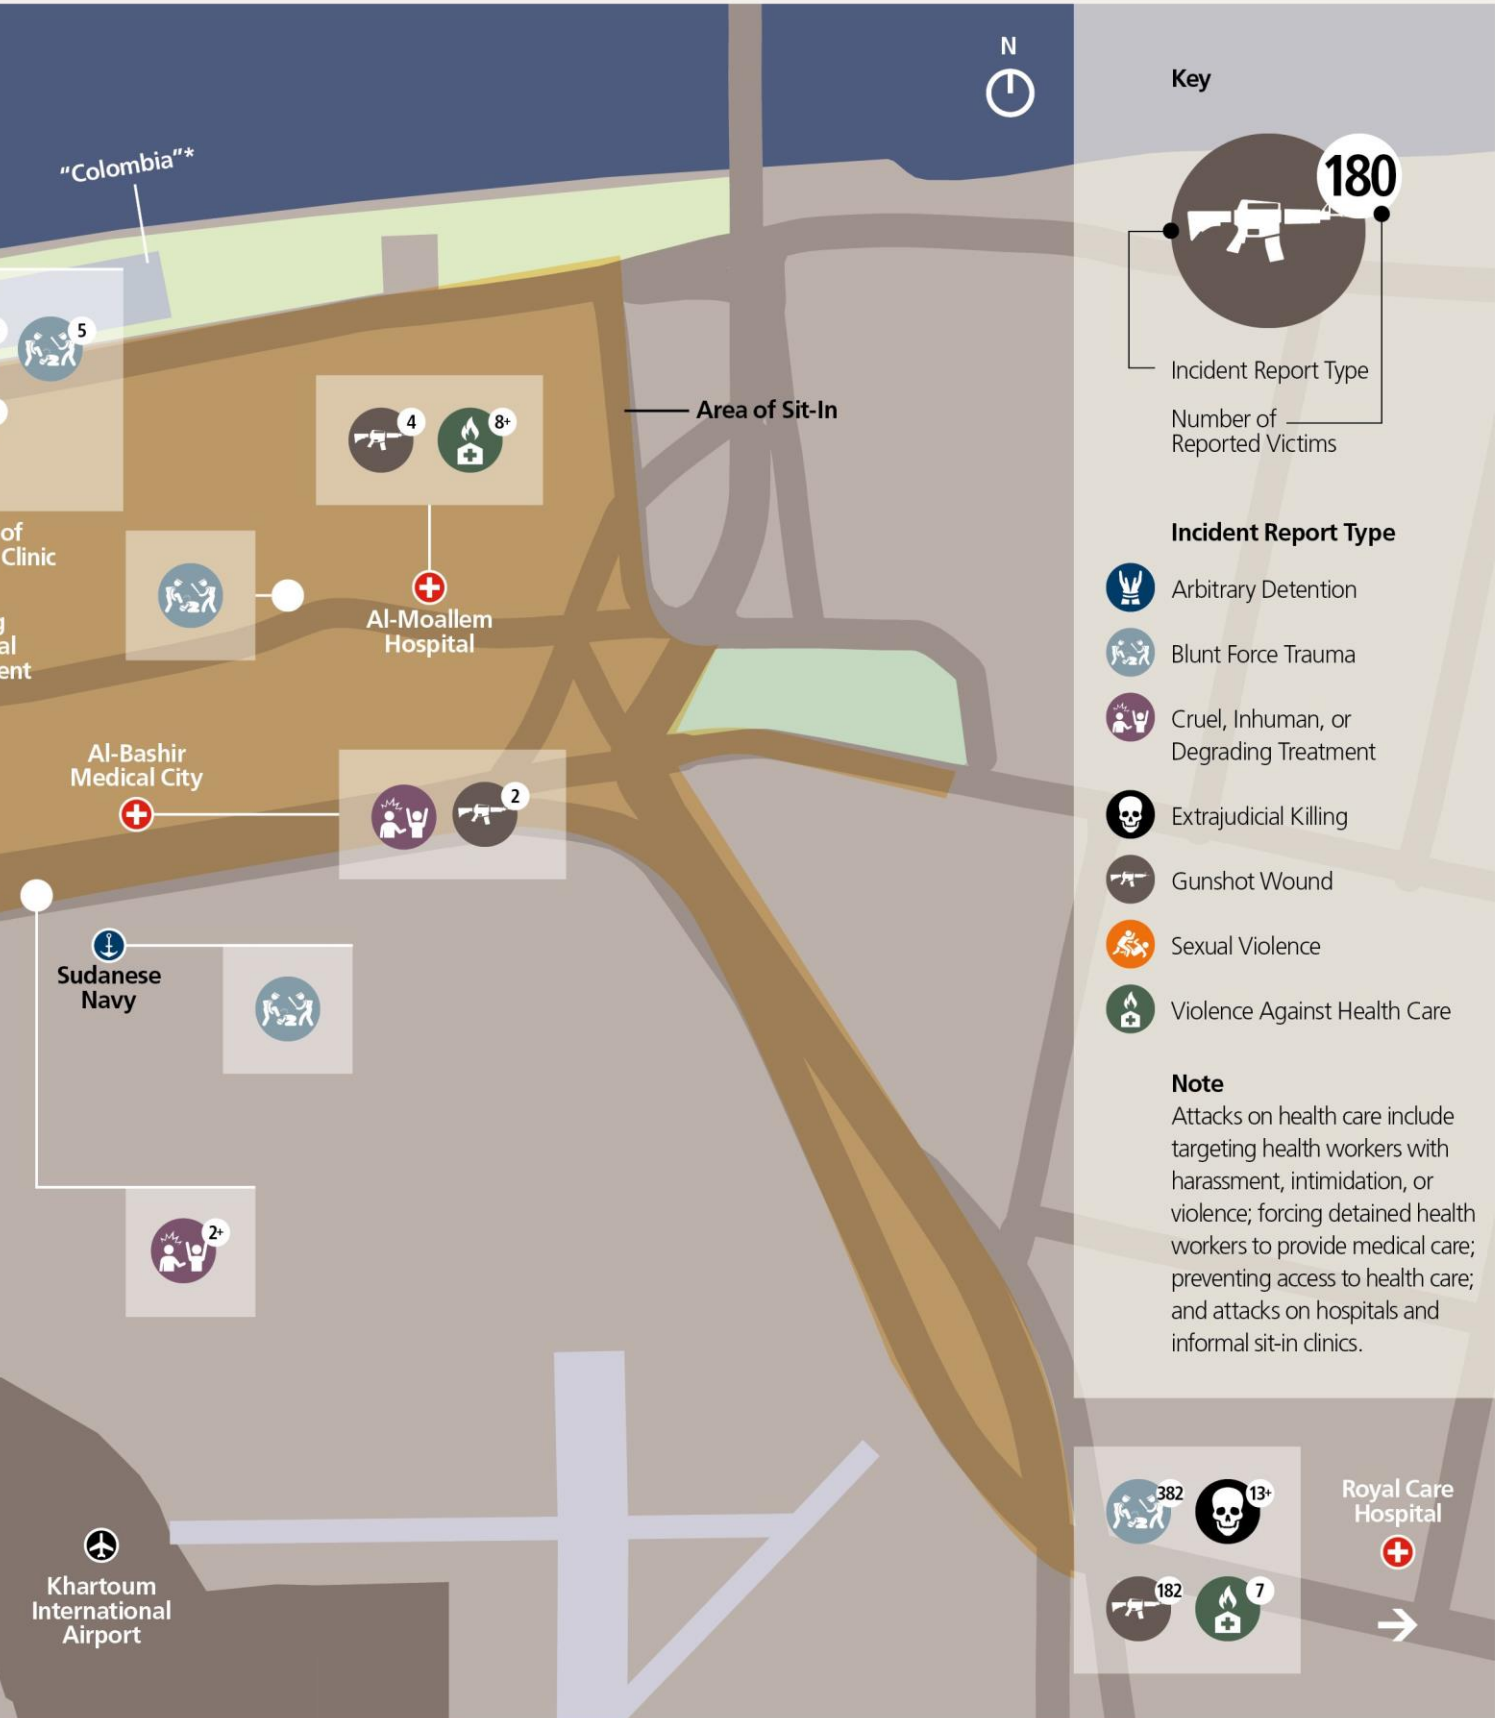 N
Key
"Colombia"*
180
Incident Report Type
Number of
Reported Victims
5
4
8+
Area of Sit-In
of
Clinic
al
ent
Al-Moallem
Hospital
Al-Bashir
Medical City
2
Sudanese
Navy
2+
Khartoum
International
Airport
Incident Report Type
Arbitrary Detention
Blunt Force Trauma
Cruel, Inhuman, or
Degrading Treatment
Extrajudicial Killing
Gunshot Wound
Sexual Violence
Violence Against Health Care
Note
Attacks on health care include
targeting health workers with
harassment, intimidation, or
violence; forcing detained health
workers to provide medical care;
preventing access to health care;
and attacks on hospitals and
informal sit-in clinics.
382
13+
182
7
Royal Care
Hospital